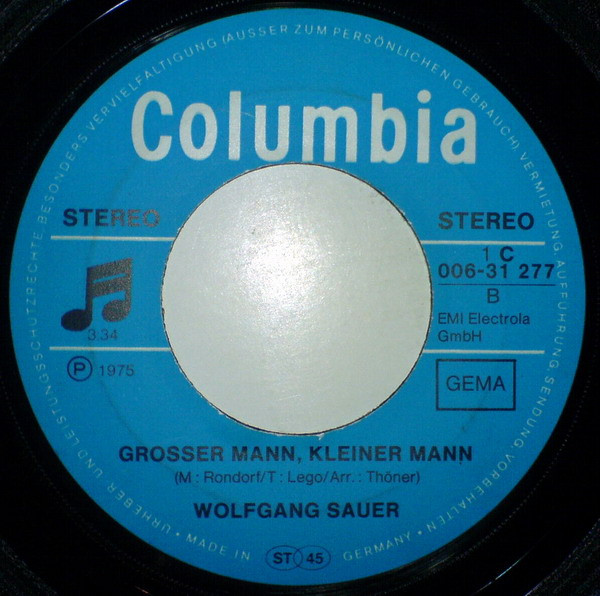 URHEBER UND LEISTUNGSSCHUTZRECHTE BESONDERS VERVIELFÄLTIGUNG (AUSSER ZUM PERSÖNLICHEN GEBRAUCH), VERMIETUNG, AUFFÜHRUNG, SENDUNG, VORBEHALTEN
Columbia
STEREO
STEREO
1 C
006-31 277
B
EMI Electrola
GmbH
3.34
Ⓟ 1975
GEMA
GROSSER MANN, KLEINER MANN
(M : Rondorf/T : Lego/Arr. : Thöner)
WOLFGANG SAUER
• MADE IN ST 45 GERMANY •